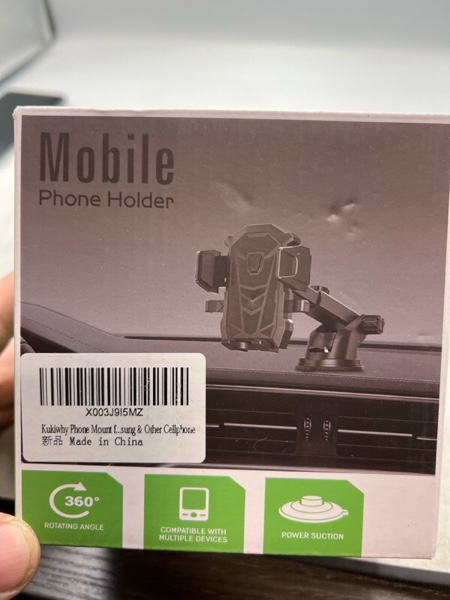 Mobile
Phone Holder
X003J9I5MZ
Kukiwhy Phone Mount f...sung & Other Cellphone
新品 Made in China
360°
ROTATING ANGLE
COMPATIBLE WITH
MULTIPLE DEVICES
POWER SUCTION